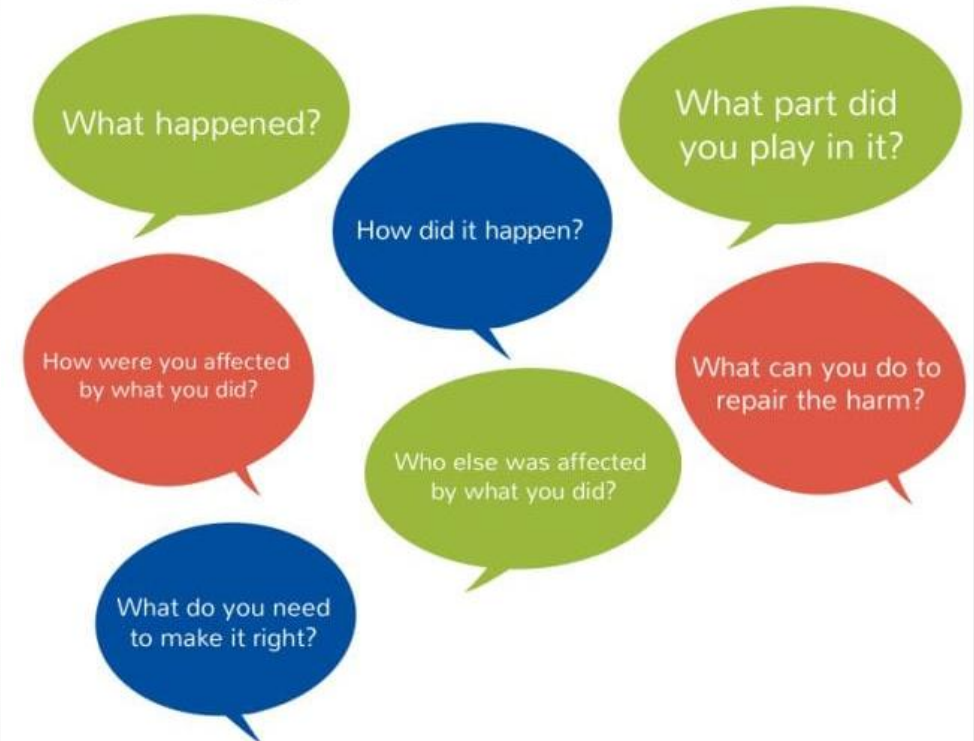 What happened?
What part did
you play in it?
How did it happen?
How were you affected
by what you did?
What can you do to
repair the harm?
Who else was affected
by what you did?
What do you need
to make it right?